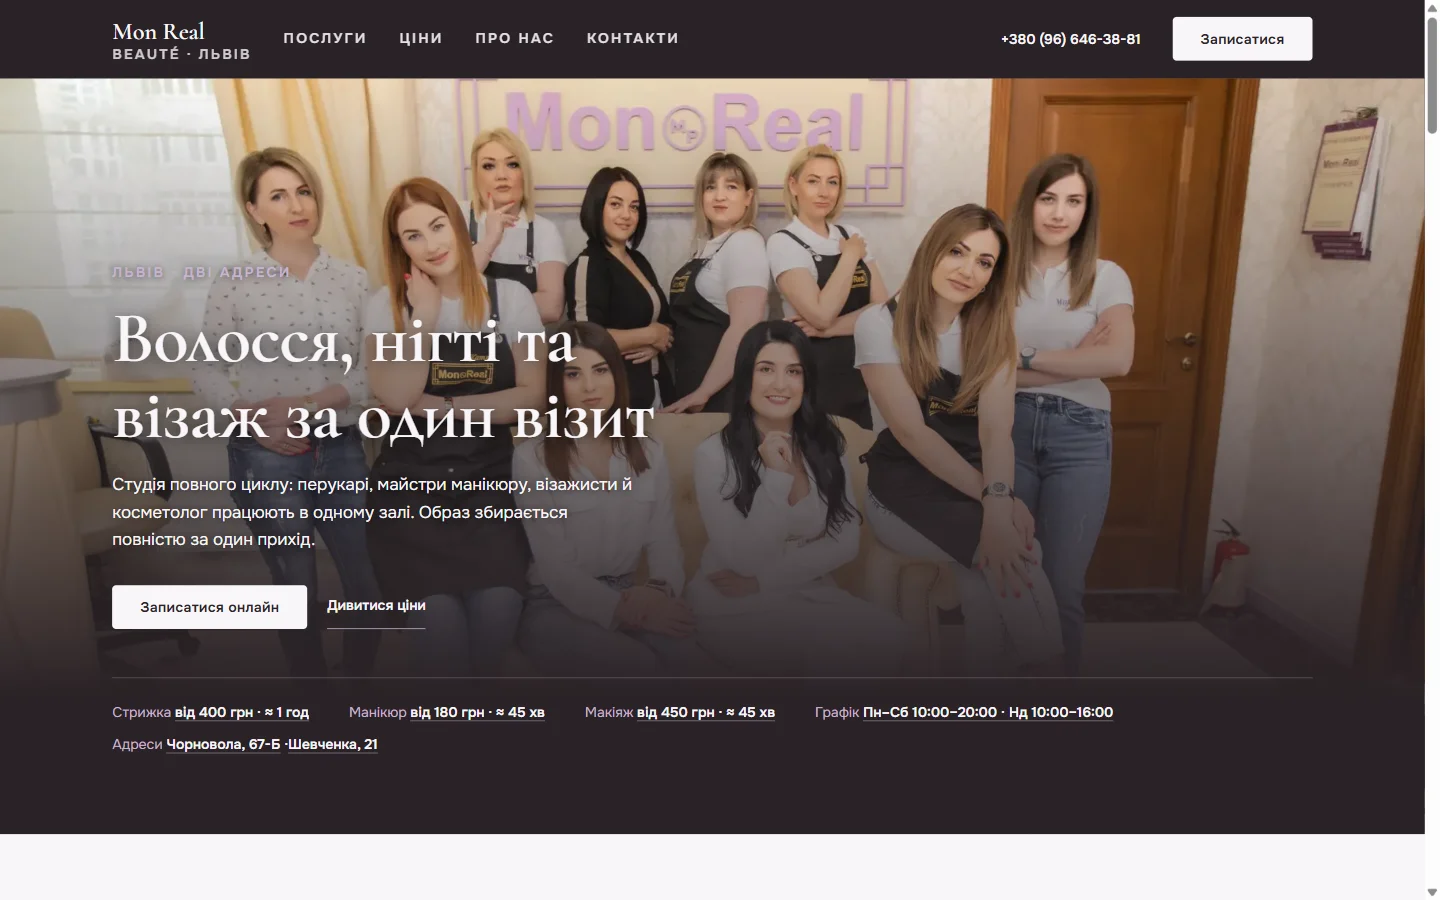 Mon Real
BEAUTÉ · ЛЬВІВ
ПОСЛУГИ
ЦІНИ
ПРО НАС
КОНТАКТИ
+380 (96) 646-38-81
Записатися
Mon MR Real
ЛЬВІВ · ДВІ АДРЕСИ
Волосся, нігті та
візаж за один візит
MonReal
Студія повного циклу: перукарі, майстри манікюру, візажисти й
косметолог працюють в одному залі. Образ збирається
повністю за один прихід.
Записатися онлайн
Дивитися ціни
Стрижка від 400 грн · ≈ 1 год
Манікюр від 180 грн · ≈ 45 хв
Макіяж від 450 грн · ≈ 45 хв
Графік Пн–Сб 10:00–20:00 · Нд 10:00–16:00
Адреси Чорновола, 67-Б · Шевченка, 21